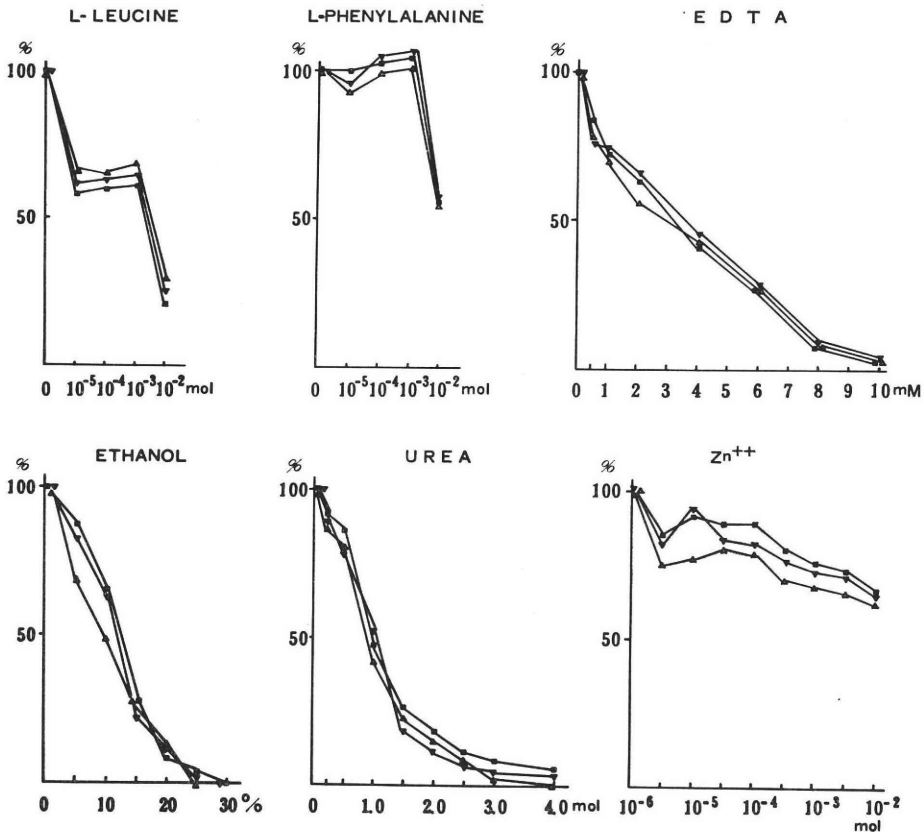 L-LEUCINE
%
100
50
0 10-5 10-4 10-3 10-2 mol
L-PHENYLALANINE
%
100
50
0 10-5 10-4 10-3 10-2 mol
E D T A
%
100
50
0 1 2 3 4 5 6 7 8 9 10 mM
ETHANOL
%
100
50
0 10 20 30 %
U R E A
%
100
50
0 1.0 2.0 3.0 4.0 mol
Zn++
%
100
50
10-6 10-5 10-4 10-3 10-2
mol